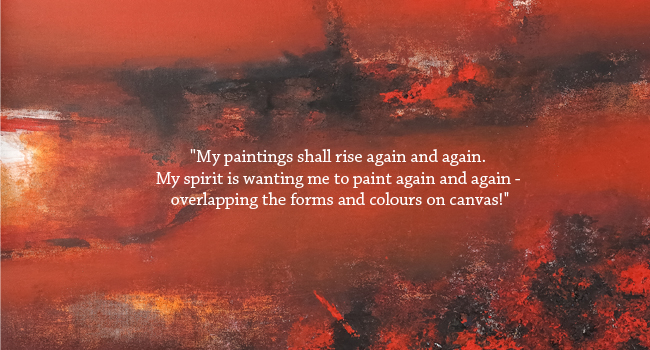 "My paintings shall rise again and again.
My spirit is wanting me to paint again and again -
overlapping the forms and colours on canvas!"